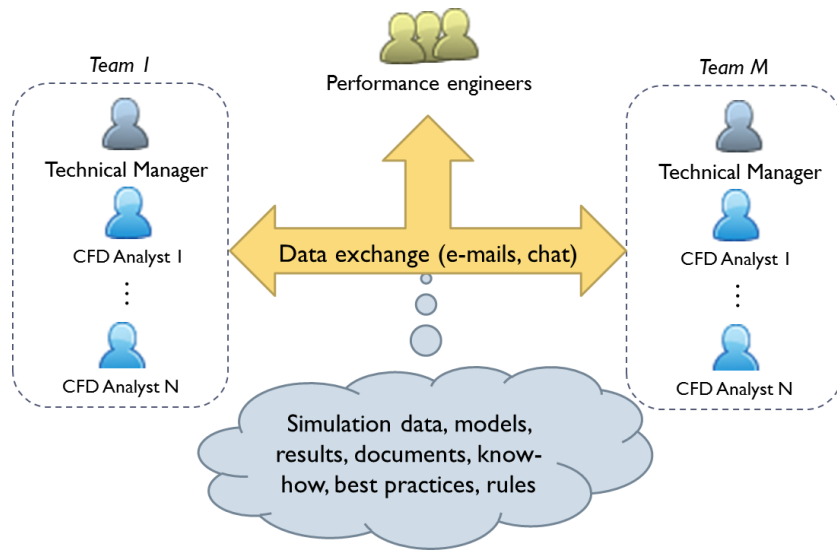 Team 1
Technical Manager
CFD Analyst 1
⋮
CFD Analyst N
Performance engineers
Data exchange (e-mails, chat)
Team M
Technical Manager
CFD Analyst 1
⋮
CFD Analyst N
Simulation data, models,
results, documents, know-
how, best practices, rules